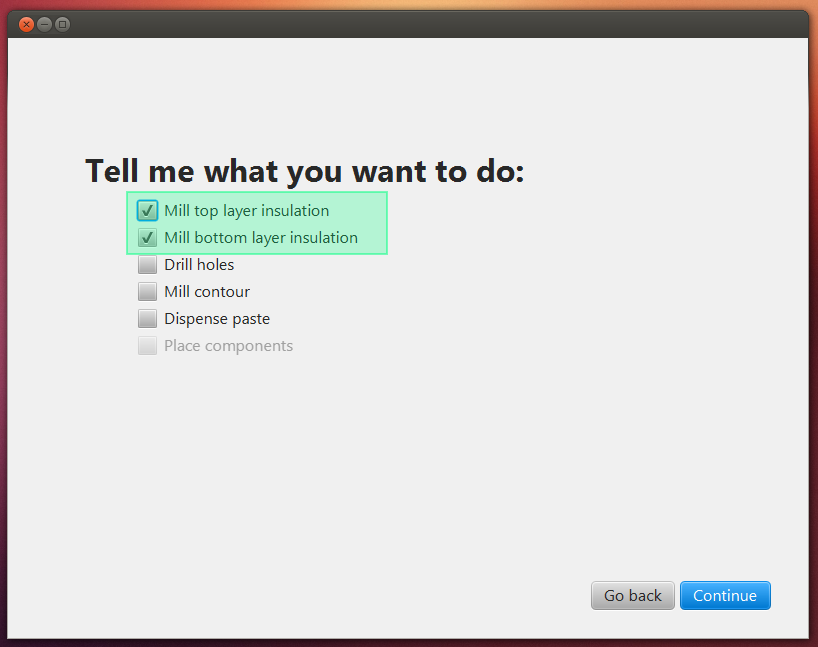 Tell me what you want to do:
Mill top layer insulation
Mill bottom layer insulation
Drill holes
Mill contour
Dispense paste
Place components
Go back
Continue